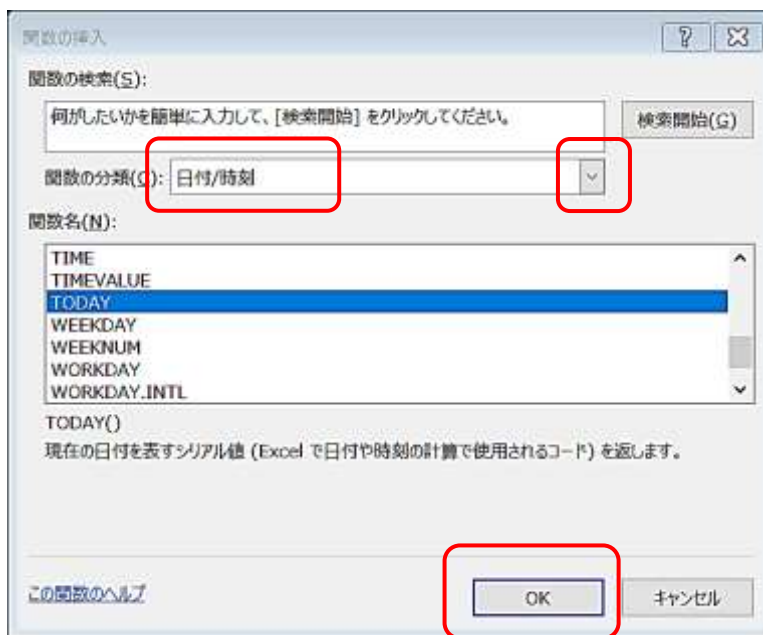 関数の挿入
関数の検索(S):
何がしたいかを簡単に入力して、[検索開始] をクリックしてください。
検索開始(G)
関数の分類(C): 日付/時刻
関数名(N):
TIME
TIMEVALUE
TODAY
WEEKDAY
WEEKNUM
WORKDAY
WORKDAY.INTL
TODAY()
現在の日付を表すシリアル値 (Excel で日付や時刻の計算で使用されるコード) を返します。
この関数のヘルプ
OK
キャンセル